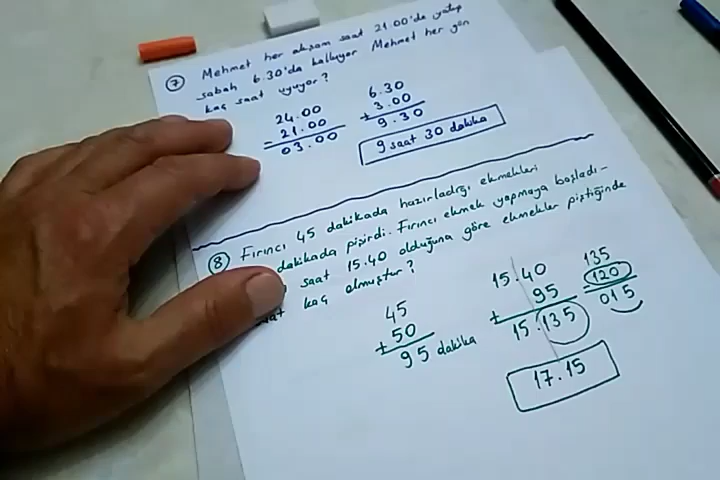 7 Mehmet her akşam saat 21.00'de yatıp
sabah 6.30'da kalkıyor Mehmet her gün
kaç saat uyuyor?
24.00
21.00
03.00
6.30
+ 3.00
9.30
9 saat 30 dakika
8 Fırıncı 45 dakikada hazırladığı ekmekleri
dakikada pişirdi. Fırıncı ekmek yapmaya başladı-
saat 15.40 olduğuna göre ekmekler piştiğinde
kaç olmuştur?
45
+ 50
95 dakika
15.40
95
+
15.135
135
120
015
17.15